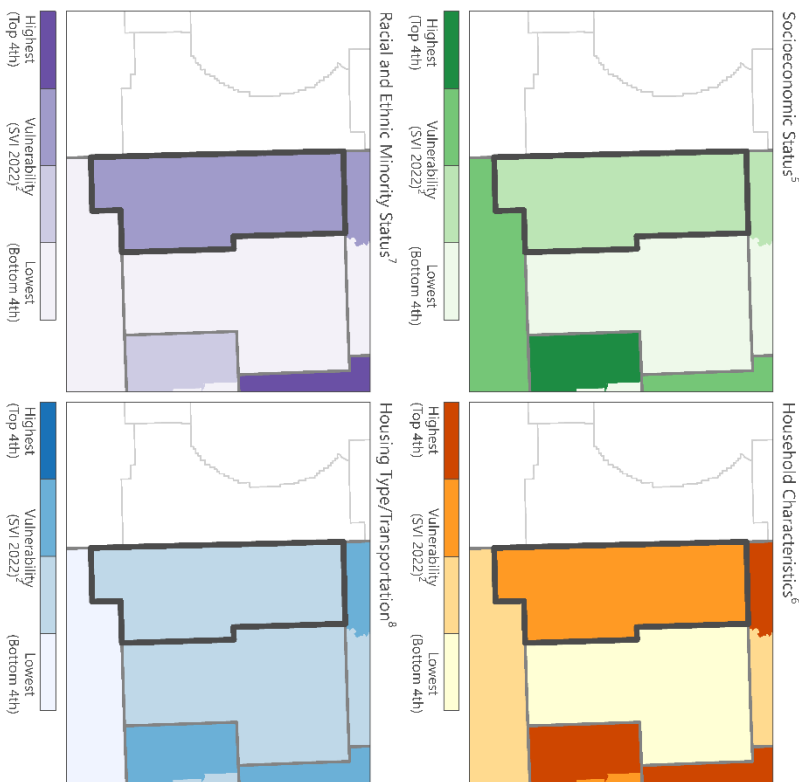 Socioeconomic Status⁵
Highest
(Top 4th)
Vulnerability
(SVI 2022)²
Lowest
(Bottom 4th)
Household Characteristics⁶
Highest
(Top 4th)
Vulnerability
(SVI 2022)²
Lowest
(Bottom 4th)
Racial and Ethnic Minority Status⁷
Highest
(Top 4th)
Vulnerability
(SVI 2022)²
Lowest
(Bottom 4th)
Housing Type/Transportation⁸
Highest
(Top 4th)
Vulnerability
(SVI 2022)²
Lowest
(Bottom 4th)